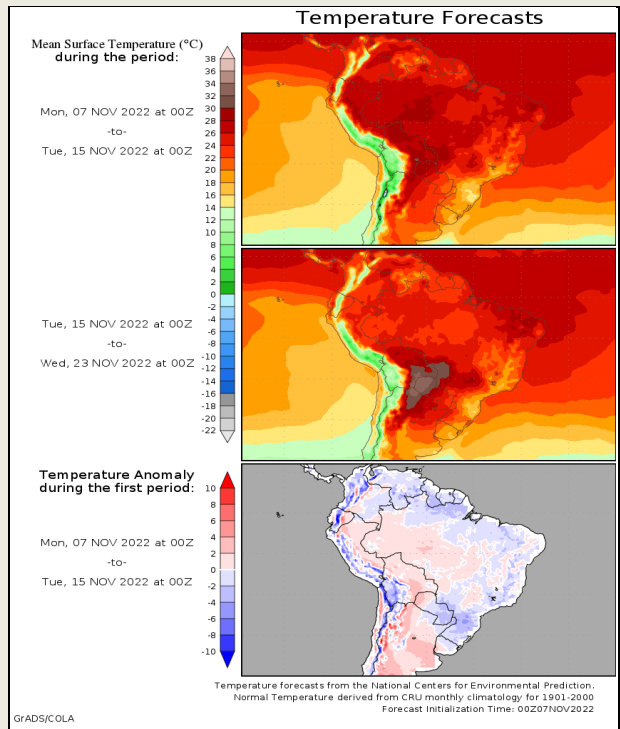 Temperature Forecasts
Mean Surface Temperature (°C)
during the period:
Mon, 07 NOV 2022 at 00Z
-to-
Tue, 15 NOV 2022 at 00Z
Tue, 15 NOV 2022 at 00Z
-to-
Wed, 23 NOV 2022 at 00Z
38
36
34
32
30
28
26
24
22
20
18
16
14
12
10
8
6
4
2
0
-2
-4
-6
-8
-10
-12
-14
-16
-18
-20
-22
Temperature Anomaly
during the first period:
Mon, 07 NOV 2022 at 00Z
-to-
Tue, 15 NOV 2022 at 00Z
10
8
6
4
2
0
-2
-4
-6
-8
-10
Temperature forecasts from the National Centers for Environmental Prediction.
Normal Temperature derived from CRU monthly climatology for 1901-2000
Forecast Initialization Time: 00Z07NOV2022
GrADS/COLA